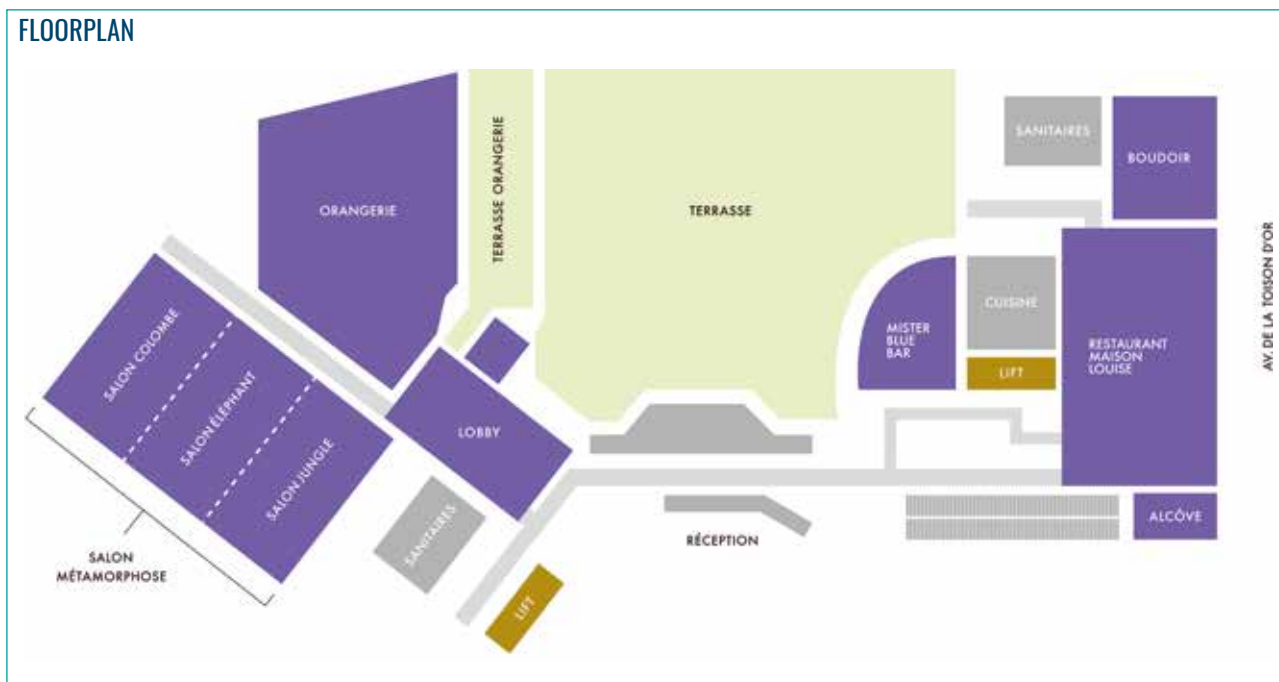 FLOORPLAN
ORANGERIE
TERRASSE ORANGERIE
TERRASSE
SANITAIRES
BOUDOIR
AV. DE LA TOISON D'OR
SALON COLOMBE
SALON ÉLÉPHANT
SALON JUNGLE
SALON
MÉTAMORPHOSE
LOBBY
SANITAIRES
LIFT
RÉCEPTION
MISTER
BLUE
BAR
CUISINE
LIFT
RESTAURANT
MAISON
LOUISE
ALCÔVE